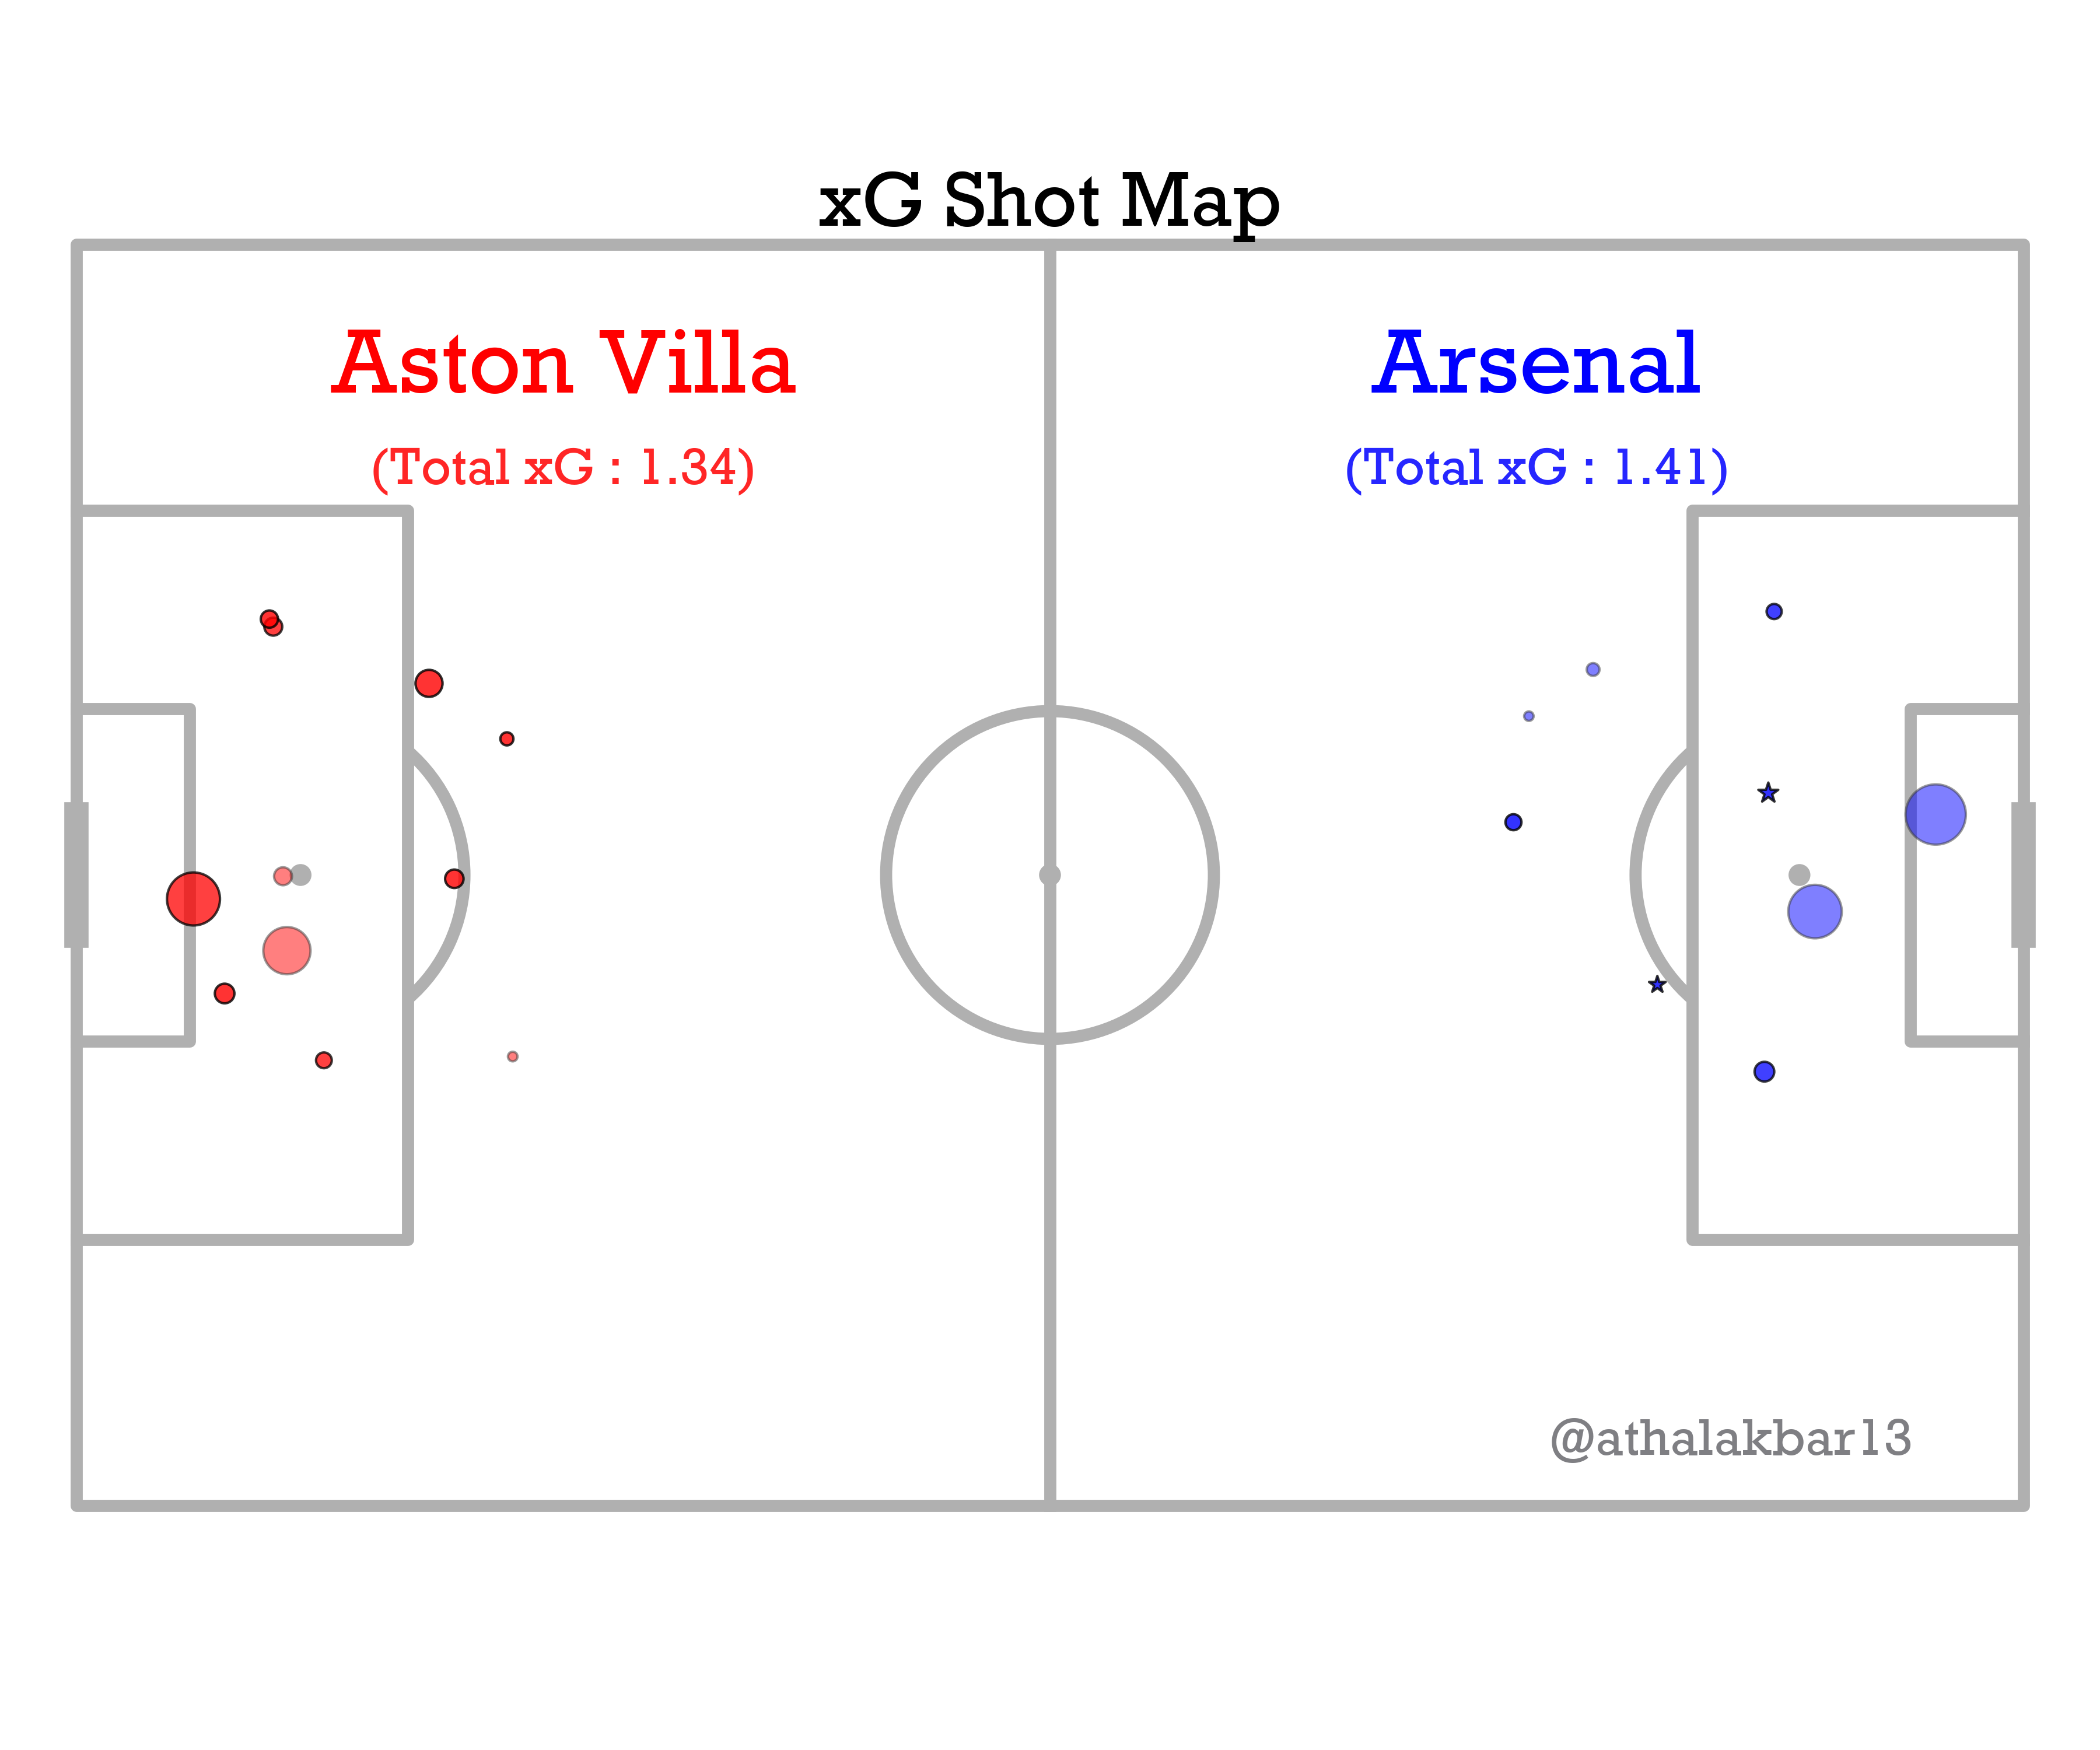 xG Shot Map
Aston Villa
Arsenal
(Total xG : 1.34)
(Total xG : 1.41)
@athalakbar13